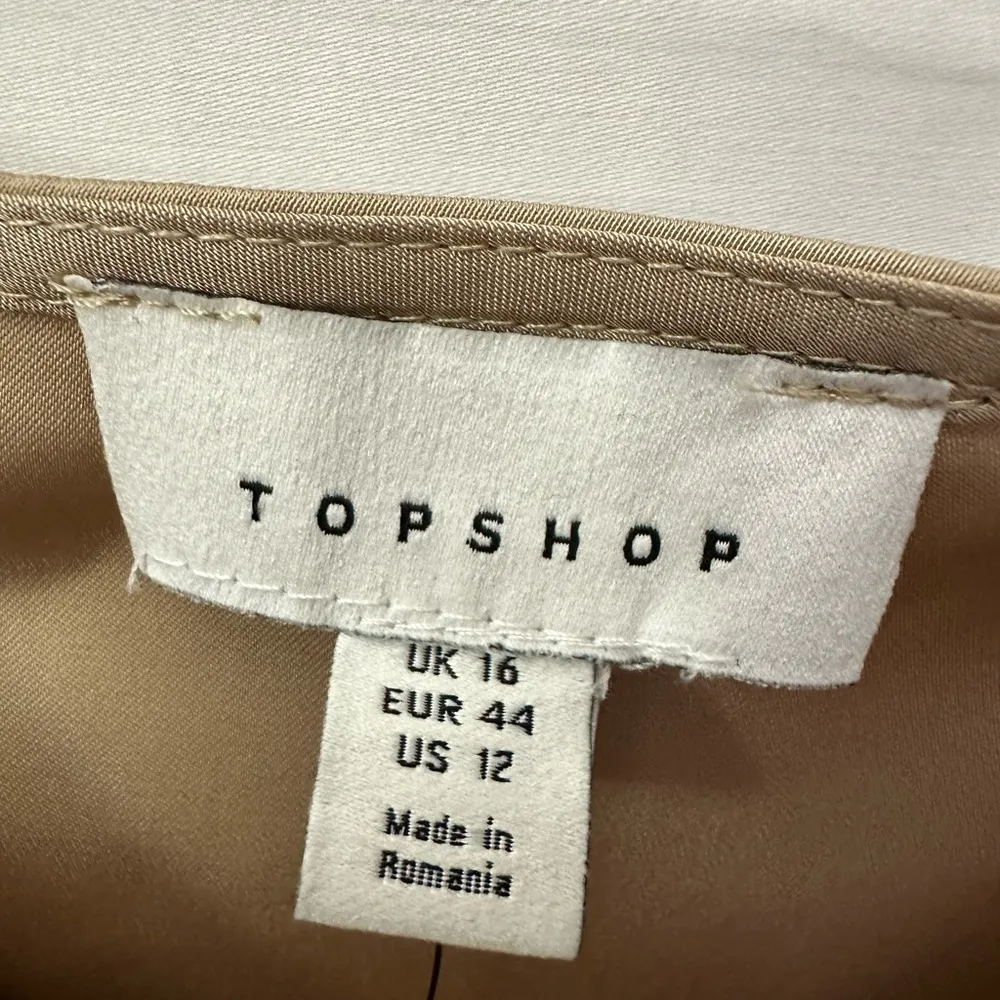 TOPSHOP
UK 16
EUR 44
US 12
Made in
Romania